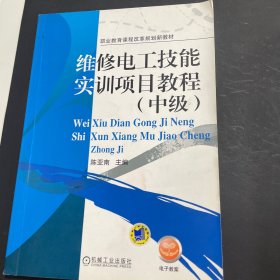 职业教育课程改革规划新教材
维修电工技能
实训项目教程
（中级）
Wei Xiu Dian Gong Ji Neng
Shi Xun Xiang Mu Jiao Cheng
Zhong Ji
陈亚南 主编
机械工业出版社
电子教案